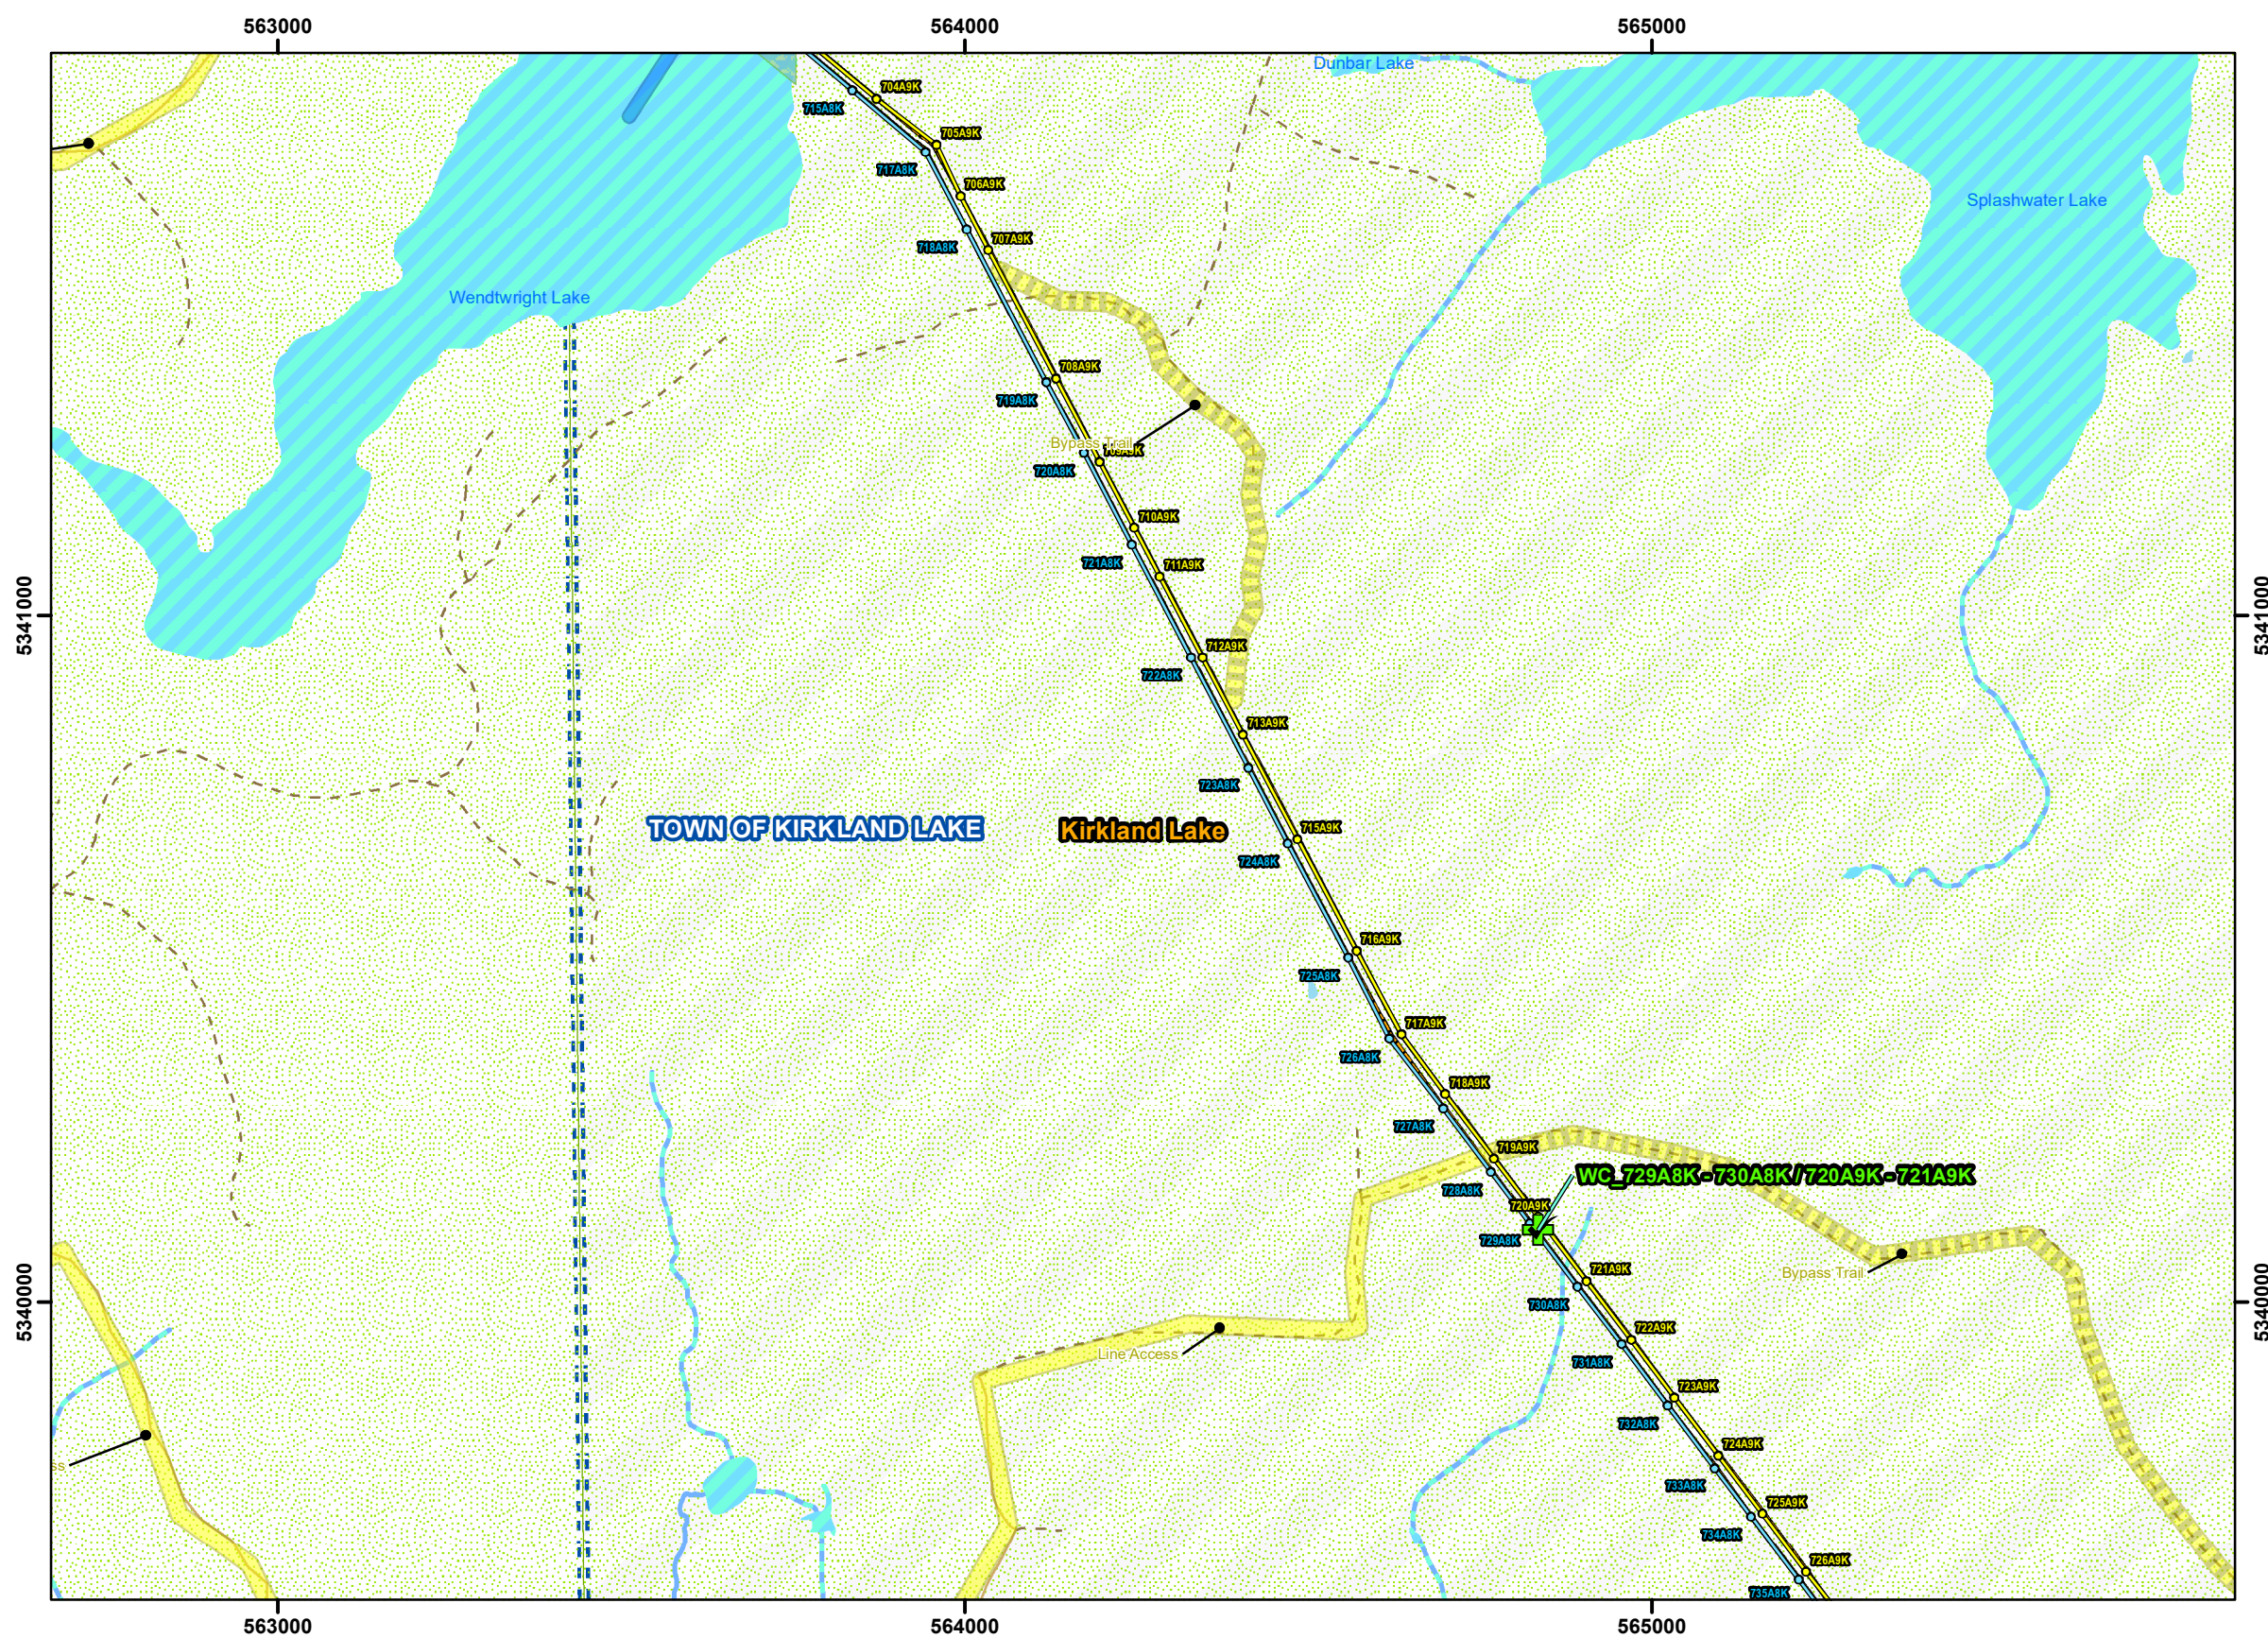 563000
564000
565000
Dunbar Lake
704A9K
715A8K
705A9K
717A8K
706A9K
Splashwater Lake
707A9K
718A8K
Wendtwright Lake
708A9K
719A8K
Bypass Trail
709A9K
720A8K
710A9K
721A8K
711A9K
5341000
5341000
712A9K
722A8K
713A9K
723A8K
TOWN OF KIRKLAND LAKE
Kirkland Lake
715A9K
724A8K
716A9K
725A8K
717A9K
726A8K
718A9K
727A8K
719A9K
WC_729A8K - 730A8K / 720A9K - 721A9K
728A8K
720A9K
729A8K
721A9K
Bypass Trail
5340000
5340000
730A8K
722A9K
Line Access
731A8K
723A9K
732A8K
724A9K
ss
733A8K
725A9K
734A8K
726A9K
735A8K
563000
564000
565000